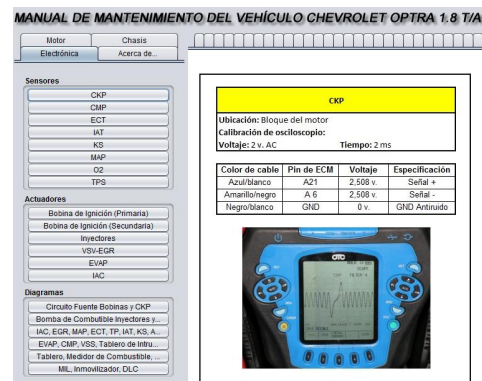 MANUAL DE MANTENIMIENTO DEL VEHÍCULO CHEVROLET OPTRA 1.8 T/A
Motor
Chasis
Electrónica
Acerca de...
Sensores
CKP
CMP
ECT
IAT
KS
MAP
O2
TPS
Actuadores
Bobina de Ignición (Primaria)
Bobina de Ignición (Secundaria)
Inyectores
VSV-EGR
EVAP
IAC
Diagramas
Circuito Fuente Bobinas y CKP
Bomba de Combutible Inyectores y...
IAC, EGR, MAP, ECT, TP, IAT, KS, A...
EVAP, CMP, VSS, Tablero de Intru...
Tablero, Medidor de Combustible, ...
MIL, Inmovilizador, DLC
CKP
Ubicación: Bloque del motor
Calibración de osciloscopio:
Voltaje: 2 v. AC Tiempo: 2 ms
Color de cable Pin de ECM Voltaje Especificación
Azul/blanco A21 2,508 v. Señal +
Amarillo/negro A 6 2,508 v. Señal -
Negro/blanco GND 0 v. GND Antiruido
OTC
CKP